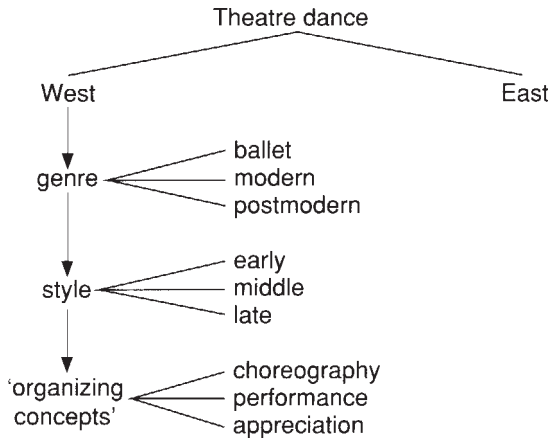 Theatre dance
West
East
genre
ballet
modern
postmodern
style
early
middle
late
'organizing
concepts'
choreography
performance
appreciation